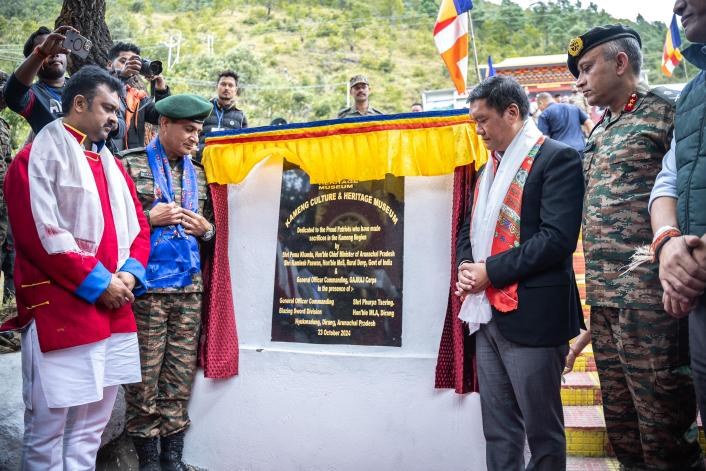 HERITAGE
MUSEUM
KAMENG CULTURE & HERITAGE MUSEUM
Dedicated to the Proud Patriots who have made
sacrifices in the Kameng Region
by
Shri Pema Khandu, Hon'ble Chief Minister of Arunachal Pradesh
Shri Kamlesh Paswan, Hon'ble MoS, Rural Devp, Govt of India
&
General Officer Commanding, GAJRAJ Corps
in the presence of :-
General Officer Commanding
Blazing Sword Division
Shri Phurpa Tsering,
Hon'ble MLA, Dirang
Nyukmadung, Dirang, Arunachal Pradesh
23 October 2024